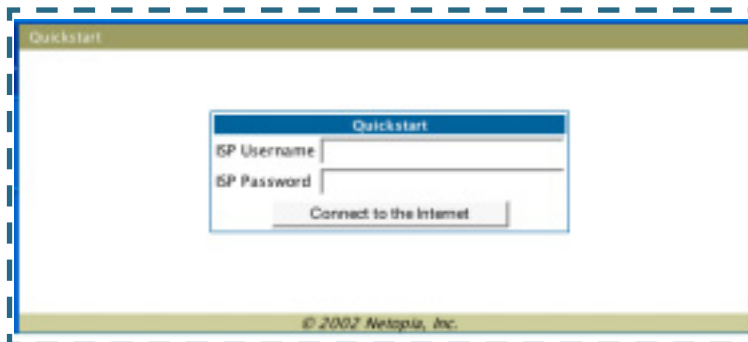 Quickstart
Quickstart
ISP Username
ISP Password
Connect to the Internet
© 2002 Netopia, Inc.